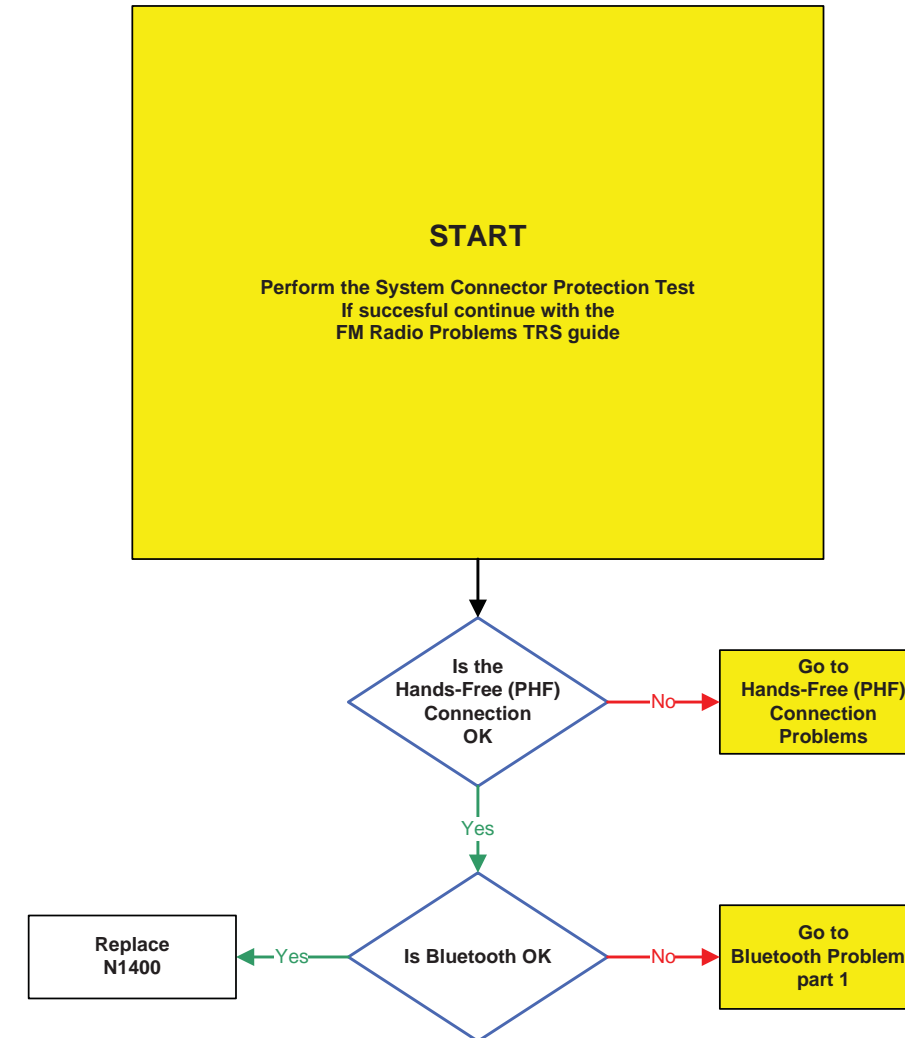 START
Perform the System Connector Protection Test
If succesful continue with the
FM Radio Problems TRS guide
Is the
Hands-Free (PHF)
Connection
OK
No
Go to
Hands-Free (PHF)
Connection
Problems
Yes
Is Bluetooth OK
Yes
Replace
N1400
No
Go to
Bluetooth Problem
part 1